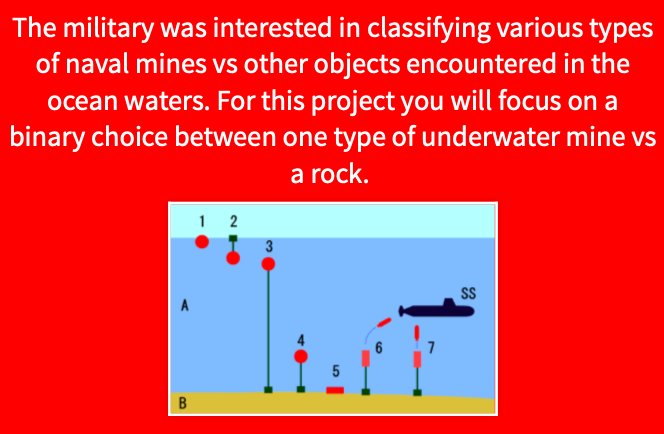 The military was interested in classifying various types
of naval mines vs other objects encountered in the
ocean waters. For this project you will focus on a
binary choice between one type of underwater mine vs
a rock.
1 2
3
SS
A
4
6 7
5
B